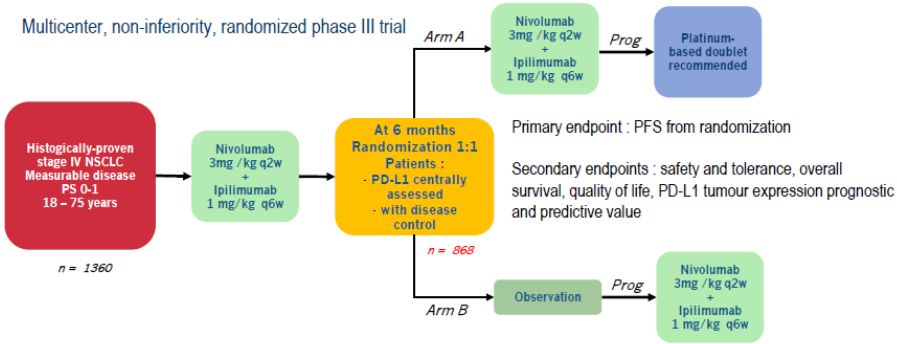 Multicenter, non-inferiority, randomized phase III trial
Histogically-proven
stage IV NSCLC
Measurable disease
PS 0-1
18 – 75 years
n = 1360
Nivolumab
3mg /kg q2w
+
Ipilimumab
1 mg/kg q6w
At 6 months
Randomization 1:1
Patients :
- PD-L1 centrally
assessed
- with disease
control
n = 868
Arm A
Nivolumab
3mg /kg q2w
+
Ipilimumab
1 mg/kg q6w
Prog
Platinum-
based doublet
recommended
Primary endpoint : PFS from randomization
Secondary endpoints : safety and tolerance, overall
survival, quality of life, PD-L1 tumour expression prognostic
and predictive value
Arm B
Observation
Prog
Nivolumab
3mg /kg q2w
+
Ipilimumab
1 mg/kg q6w